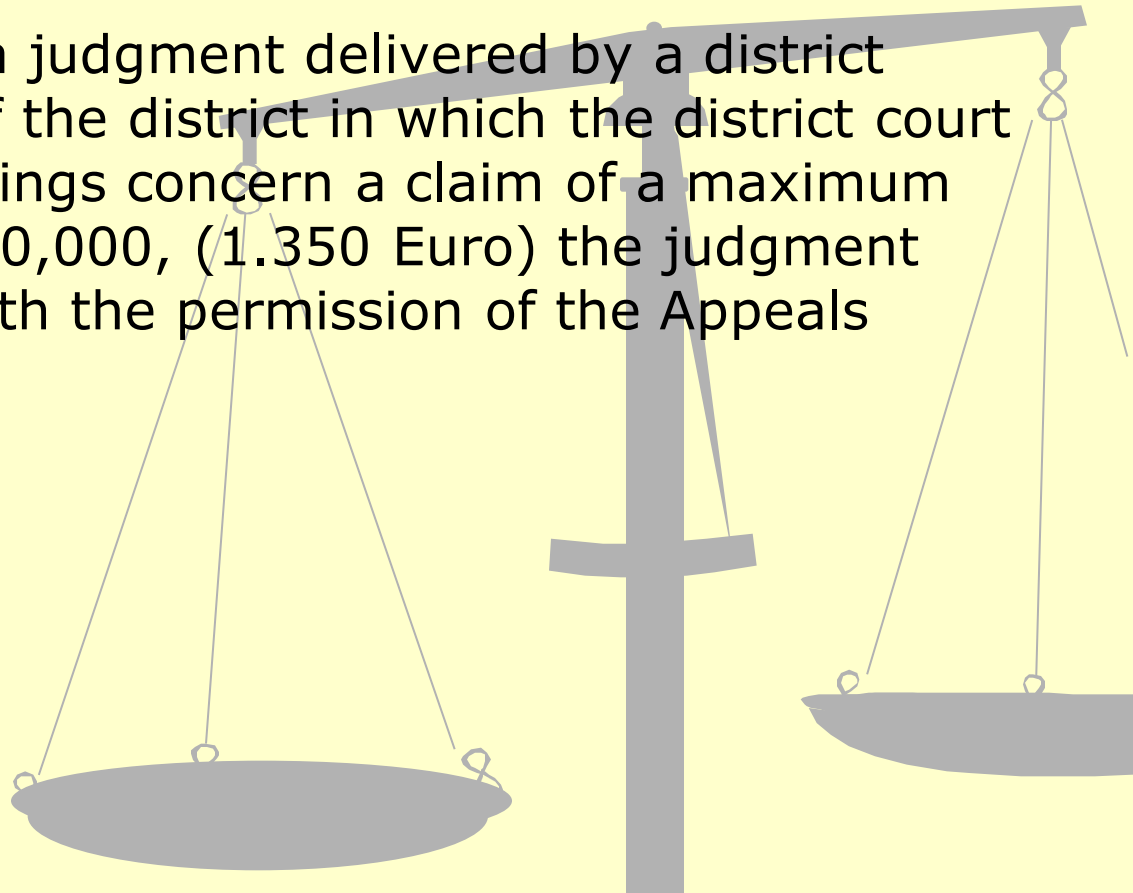 judgment delivered by a district
the district in which the district court
ings concern a claim of a maximum
0,000, (1.350 Euro) the judgment
th the permission of the Appeals